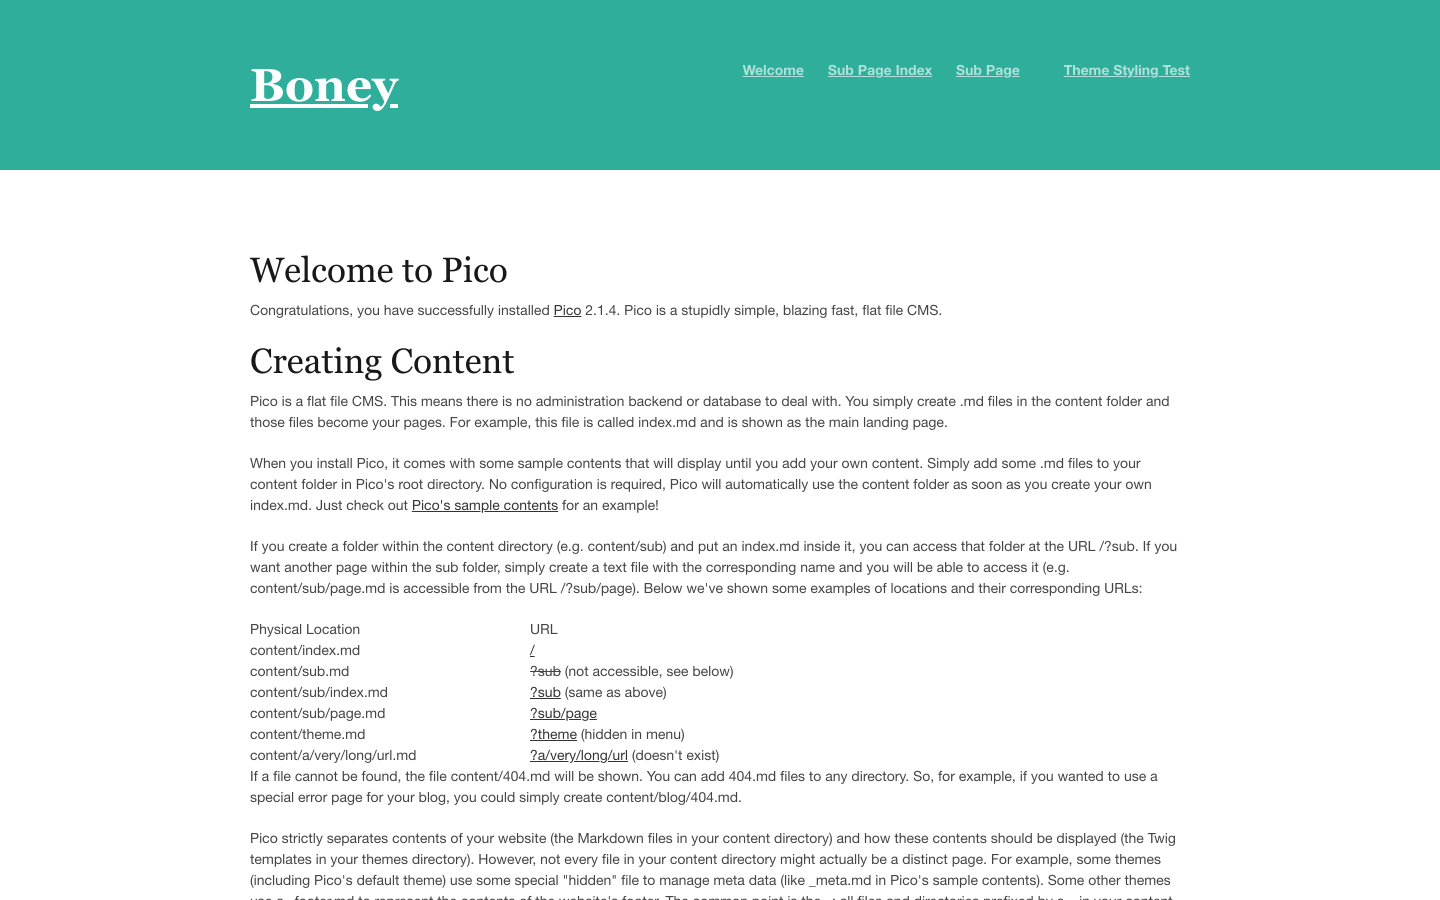 Boney
Welcome Sub Page Index Sub Page Theme Styling Test
Welcome to Pico
Congratulations, you have successfully installed Pico 2.1.4. Pico is a stupidly simple, blazing fast, flat file CMS.
Creating Content
Pico is a flat file CMS. This means there is no administration backend or database to deal with. You simply create .md files in the content folder and
those files become your pages. For example, this file is called index.md and is shown as the main landing page.
When you install Pico, it comes with some sample contents that will display until you add your own content. Simply add some .md files to your
content folder in Pico's root directory. No configuration is required, Pico will automatically use the content folder as soon as you create your own
index.md. Just check out Pico's sample contents for an example!
If you create a folder within the content directory (e.g. content/sub) and put an index.md inside it, you can access that folder at the URL /?sub. If you
want another page within the sub folder, simply create a text file with the corresponding name and you will be able to access it (e.g.
content/sub/page.md is accessible from the URL /?sub/page). Below we've shown some examples of locations and their corresponding URLs:
Physical Location URL
content/index.md /
content/sub.md ?sub (not accessible, see below)
content/sub/index.md ?sub (same as above)
content/sub/page.md ?sub/page
content/theme.md ?theme (hidden in menu)
content/a/very/long/url.md ?a/very/long/url (doesn't exist)
If a file cannot be found, the file content/404.md will be shown. You can add 404.md files to any directory. So, for example, if you wanted to use a
special error page for your blog, you could simply create content/blog/404.md.
Pico strictly separates contents of your website (the Markdown files in your content directory) and how these contents should be displayed (the Twig
templates in your themes directory). However, not every file in your content directory might actually be a distinct page. For example, some themes
(including Pico's default theme) use some special "hidden" file to manage meta data (like _meta.md in Pico's sample contents). Some other themes